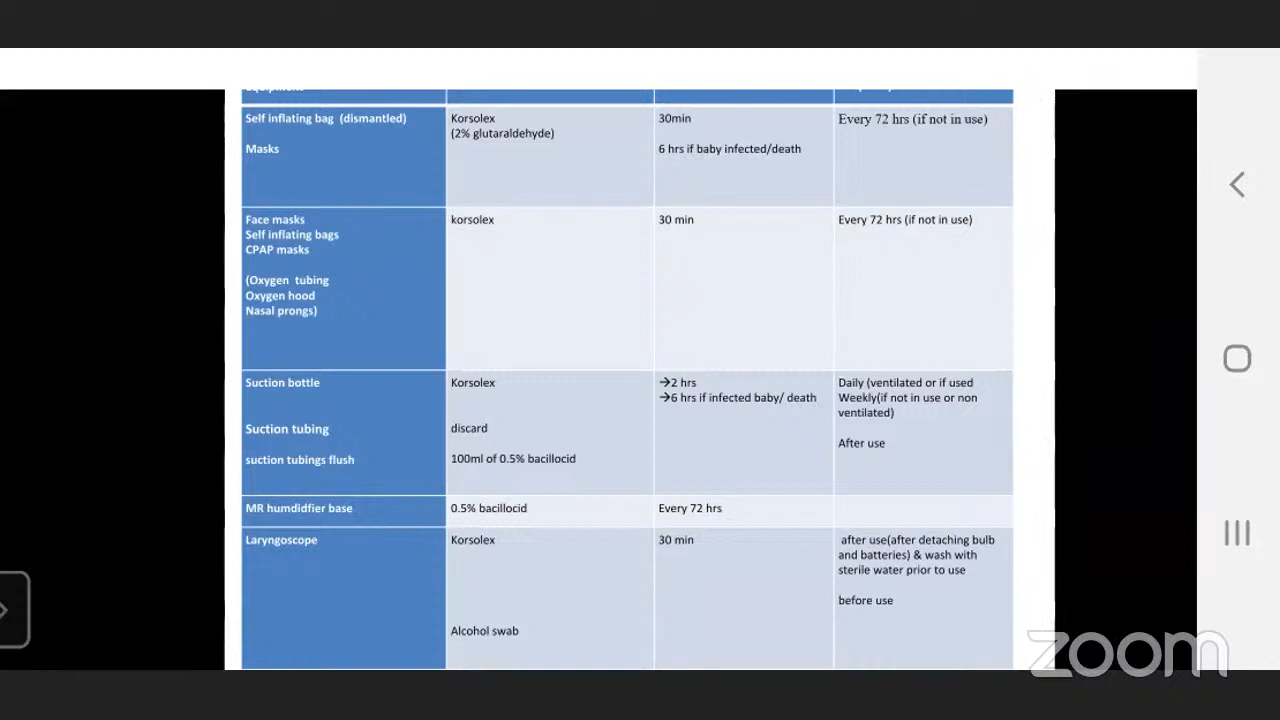 Self inflating bag (dismantled)
Masks
Korsolex
(2% glutaraldehyde)
30min
6 hrs if baby infected/death
Every 72 hrs (if not in use)
Face masks
Self inflating bags
CPAP masks
(Oxygen tubing
Oxygen hood
Nasal prongs)
korsolex
30 min
Every 72 hrs (if not in use)
Suction bottle
Suction tubing
suction tubings flush
Korsolex
discard
100ml of 0.5% bacillocid
→2 hrs
→6 hrs if infected baby/ death
Daily (ventilated or if used
Weekly(if not in use or non
ventilated)
After use
MR humdidfier base
0.5% bacillocid
Every 72 hrs
Laryngoscope
Korsolex
Alcohol swab
30 min
after use(after detaching bulb
and batteries) & wash with
sterile water prior to use
before use
zoom